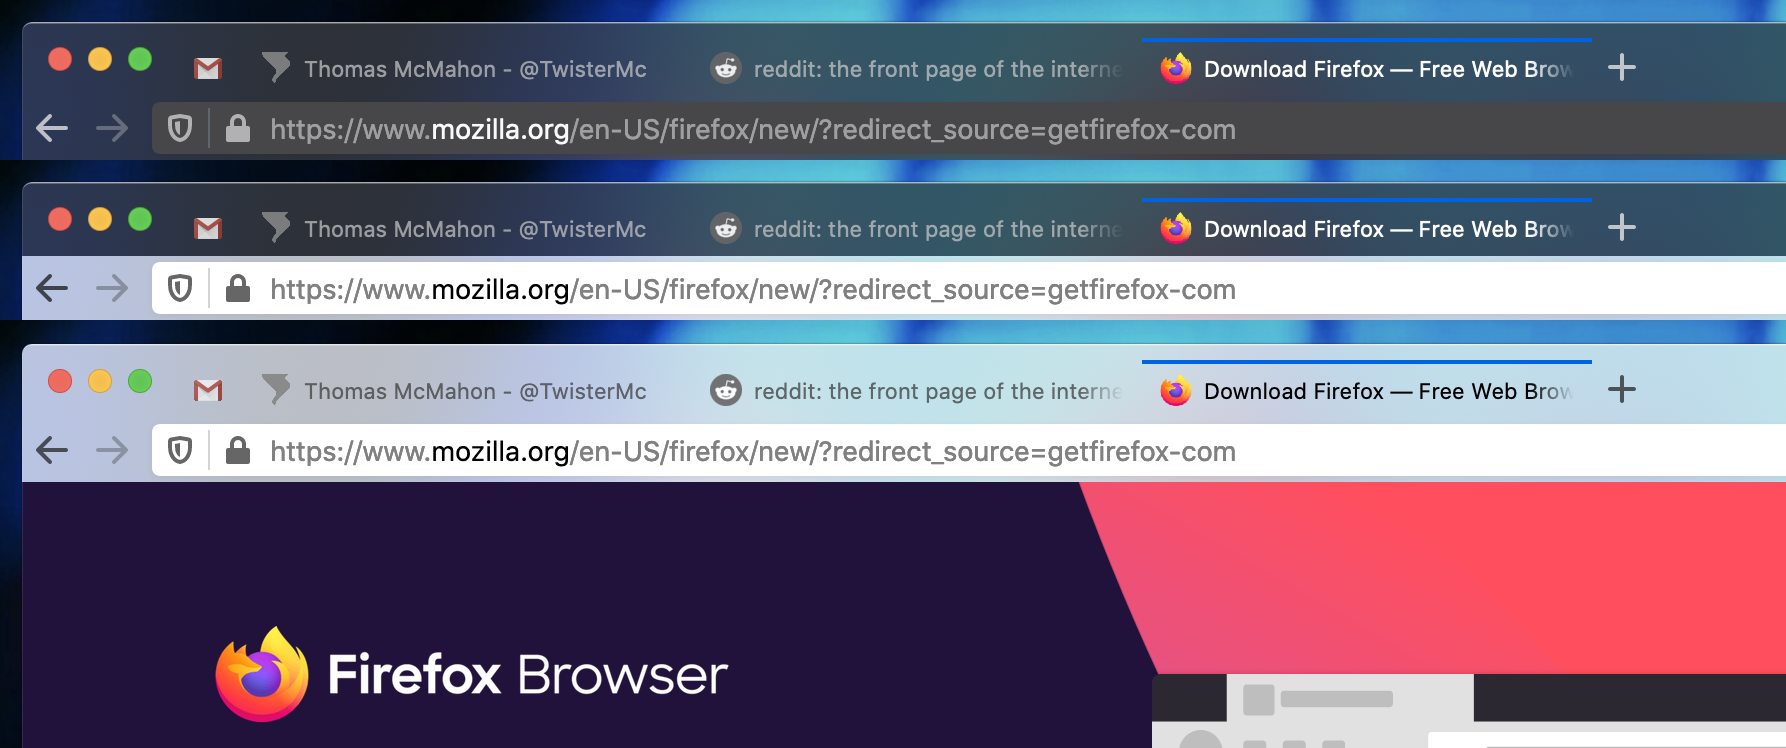 Thomas McMahon - @TwisterMc reddit: the front page of the interne Download Firefox — Free Web Brow
https://www.mozilla.org/en-US/firefox/new/?redirect_source=getfirefox-com
Thomas McMahon - @TwisterMc reddit: the front page of the interne Download Firefox — Free Web Brow
https://www.mozilla.org/en-US/firefox/new/?redirect_source=getfirefox-com
Thomas McMahon - @TwisterMc reddit: the front page of the interne Download Firefox — Free Web Brow
https://www.mozilla.org/en-US/firefox/new/?redirect_source=getfirefox-com
Firefox Browser